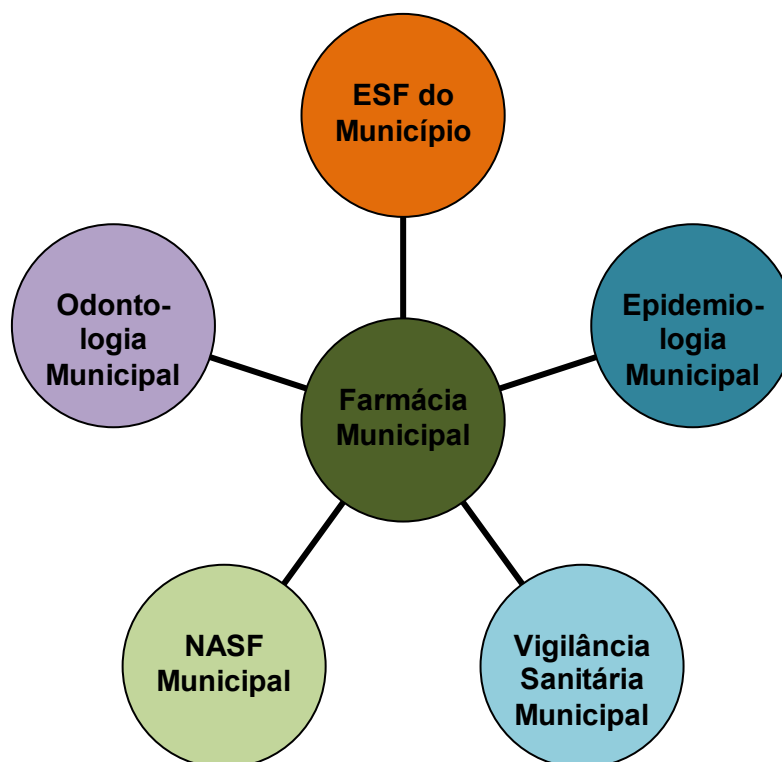 ESF do
Município
Odonto-
logia
Municipal
Epidemio-
logia
Municipal
Farmácia
Municipal
NASF
Municipal
Vigilância
Sanitária
Municipal